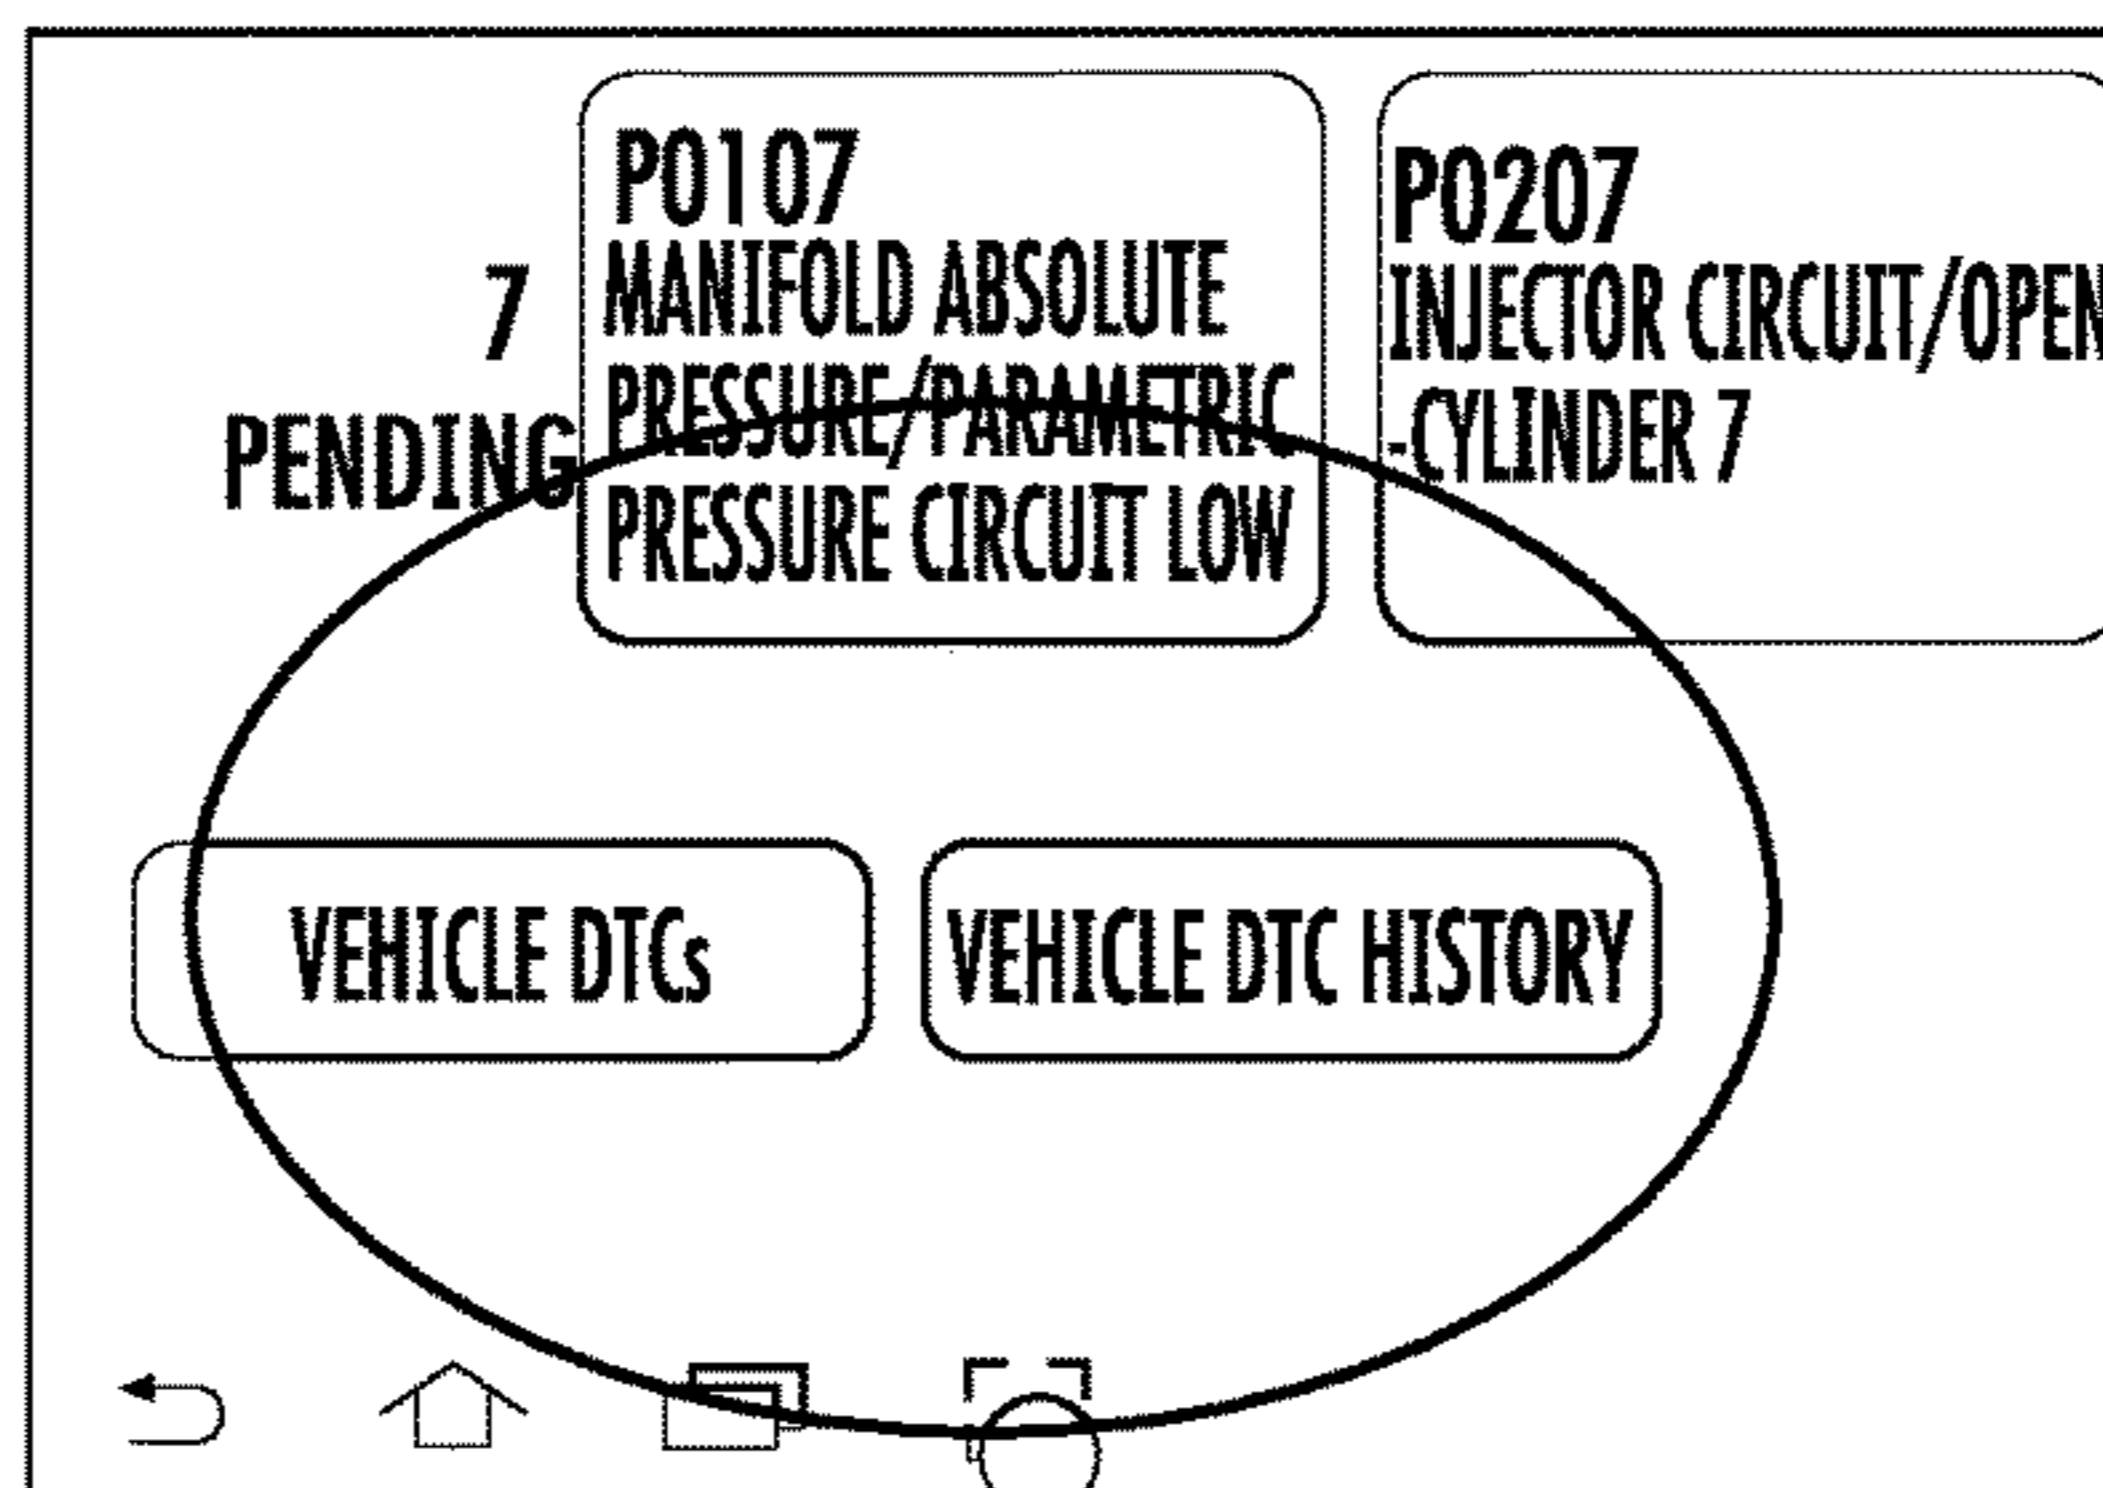 7
PENDING
P0107
MANIFOLD ABSOLUTE
PRESSURE/PARAMETRIC
PRESSURE CIRCUIT LOW
P0207
INJECTOR CIRCUIT/OPEN
-CYLINDER 7
VEHICLE DTCs
VEHICLE DTC HISTORY